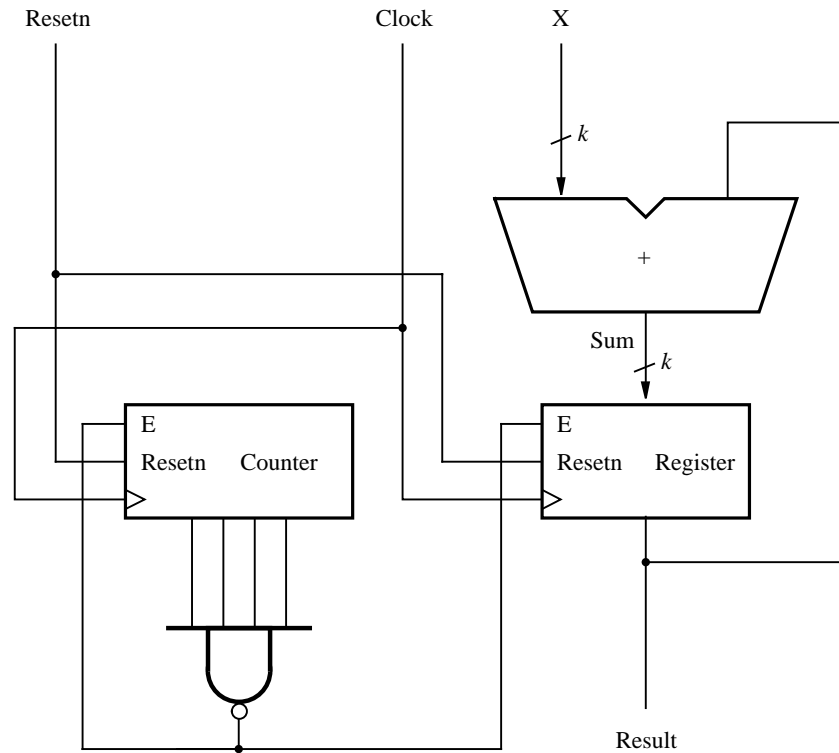 Resetn Clock X
k
+
Sum
k
E E
Resetn Counter Resetn Register
Result